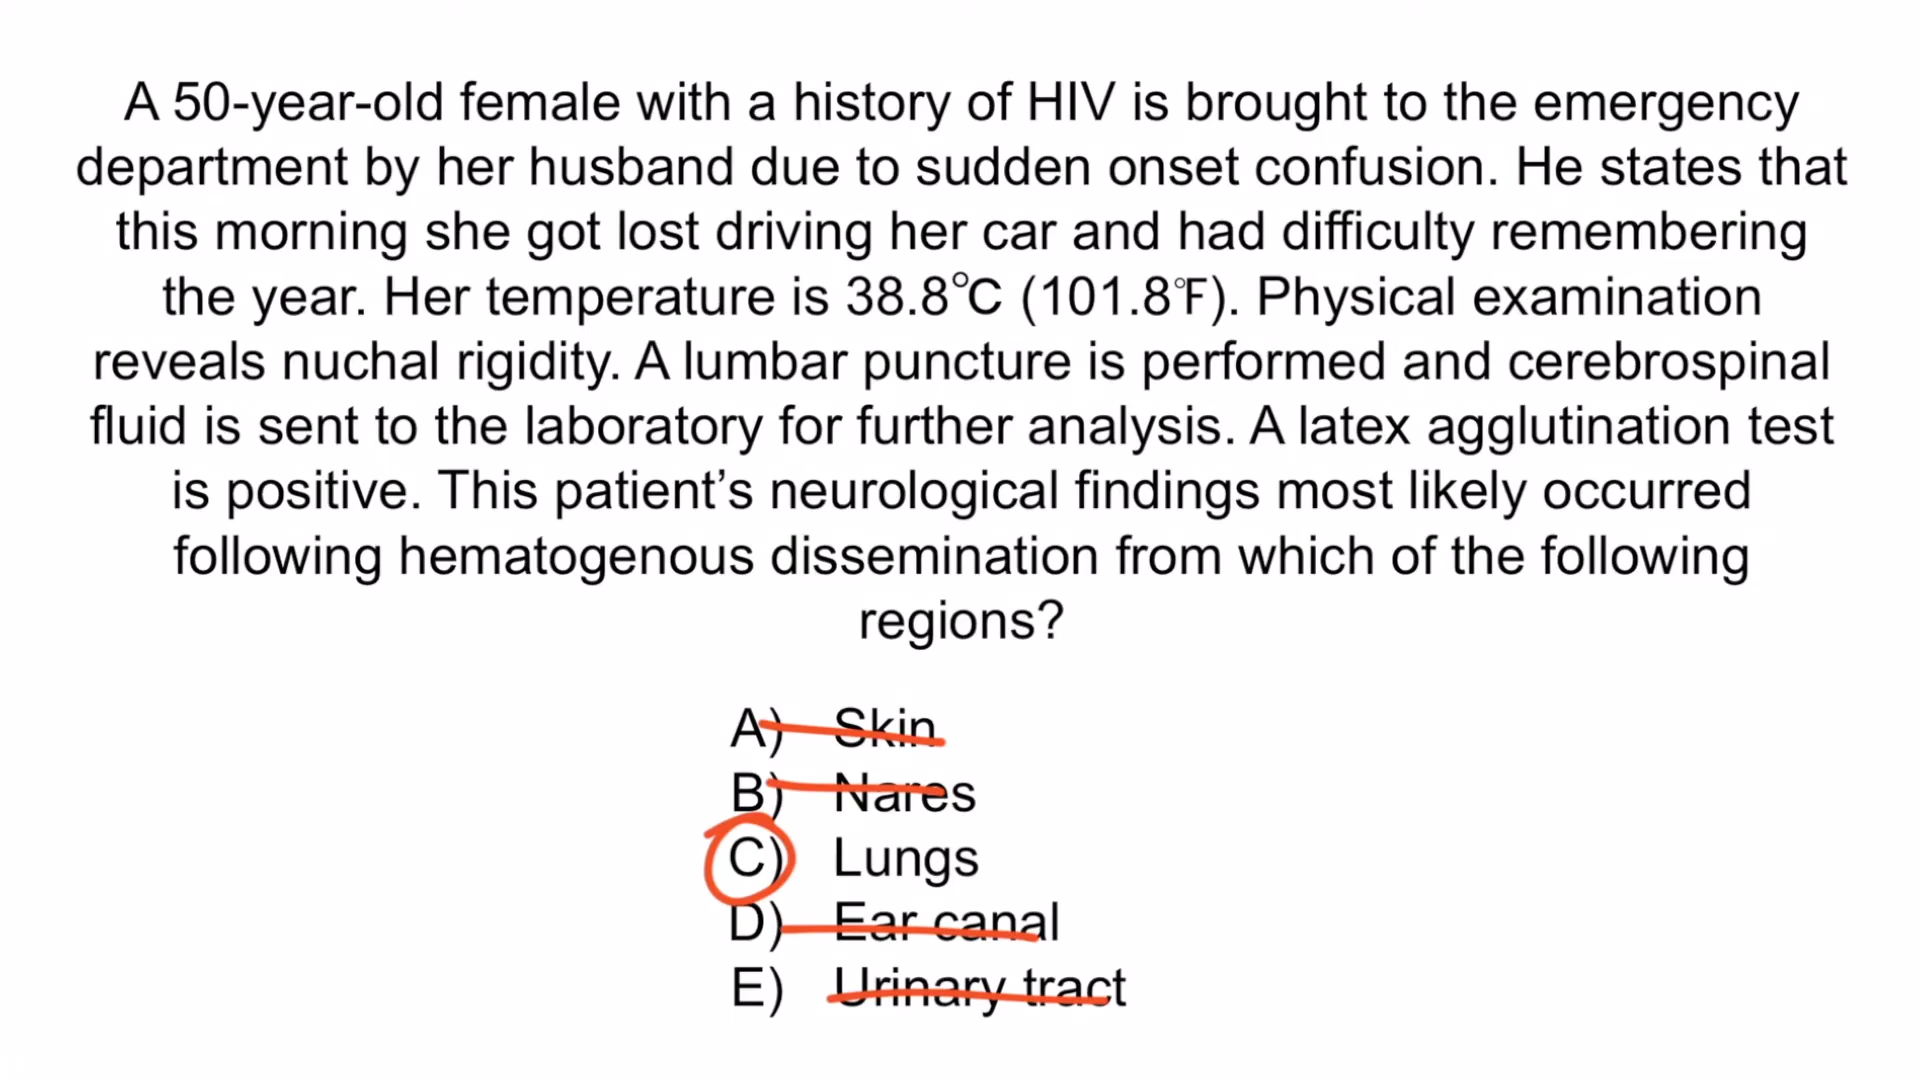 A 50-year-old female with a history of HIV is brought to the emergency
department by her husband due to sudden onset confusion. He states that
this morning she got lost driving her car and had difficulty remembering
the year. Her temperature is 38.8℃ (101.8℉). Physical examination
reveals nuchal rigidity. A lumbar puncture is performed and cerebrospinal
fluid is sent to the laboratory for further analysis. A latex agglutination test
is positive. This patient’s neurological findings most likely occurred
following hematogenous dissemination from which of the following
regions?
A) Skin
B) Nares
C) Lungs
D) Ear canal
E) Urinary tract